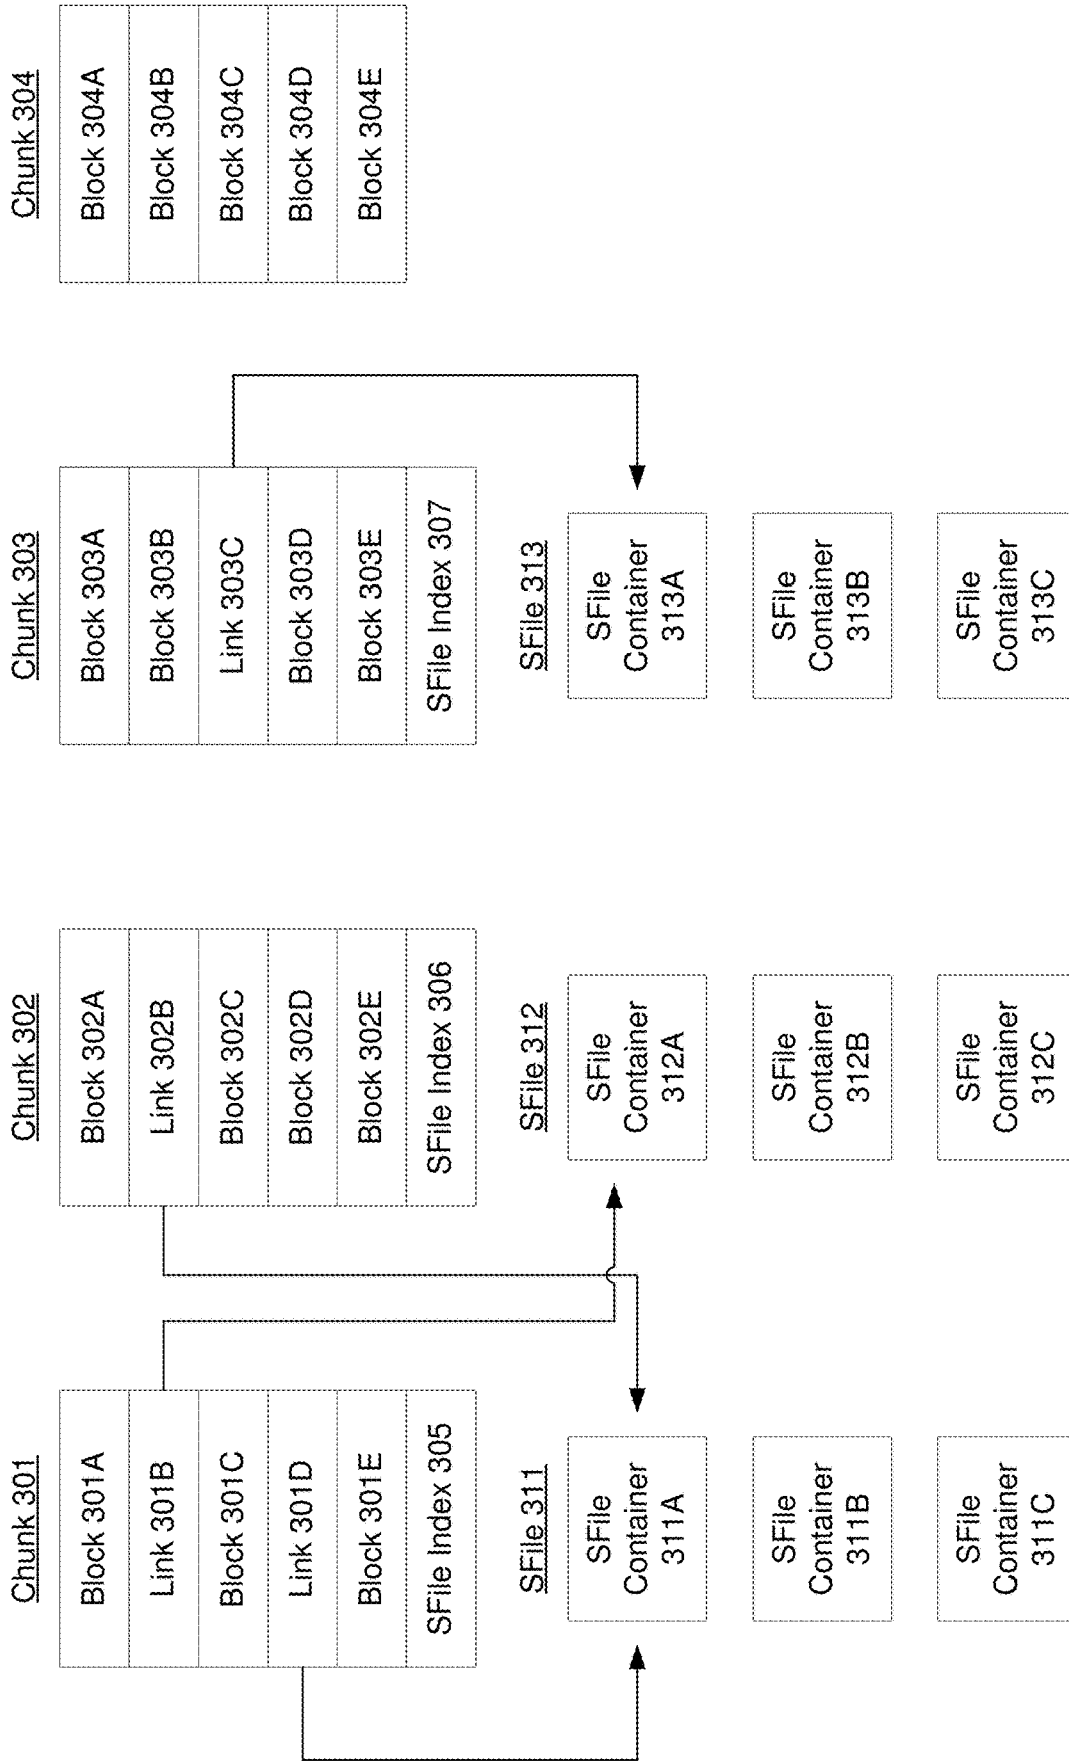 Chunk 301
Block 301A
Link 301B
Block 301C
Link 301D
Block 301E
SFile Index 305
Chunk 302
Block 302A
Link 302B
Block 302C
Block 302D
Block 302E
SFile Index 306
Chunk 303
Block 303A
Block 303B
Link 303C
Block 303D
Block 303E
SFile Index 307
Chunk 304
Block 304A
Block 304B
Block 304C
Block 304D
Block 304E
SFile 311
SFile
Container
311A
SFile
Container
311B
SFile
Container
311C
SFile 312
SFile
Container
312A
SFile
Container
312B
SFile
Container
312C
SFile 313
SFile
Container
313A
SFile
Container
313B
SFile
Container
313C